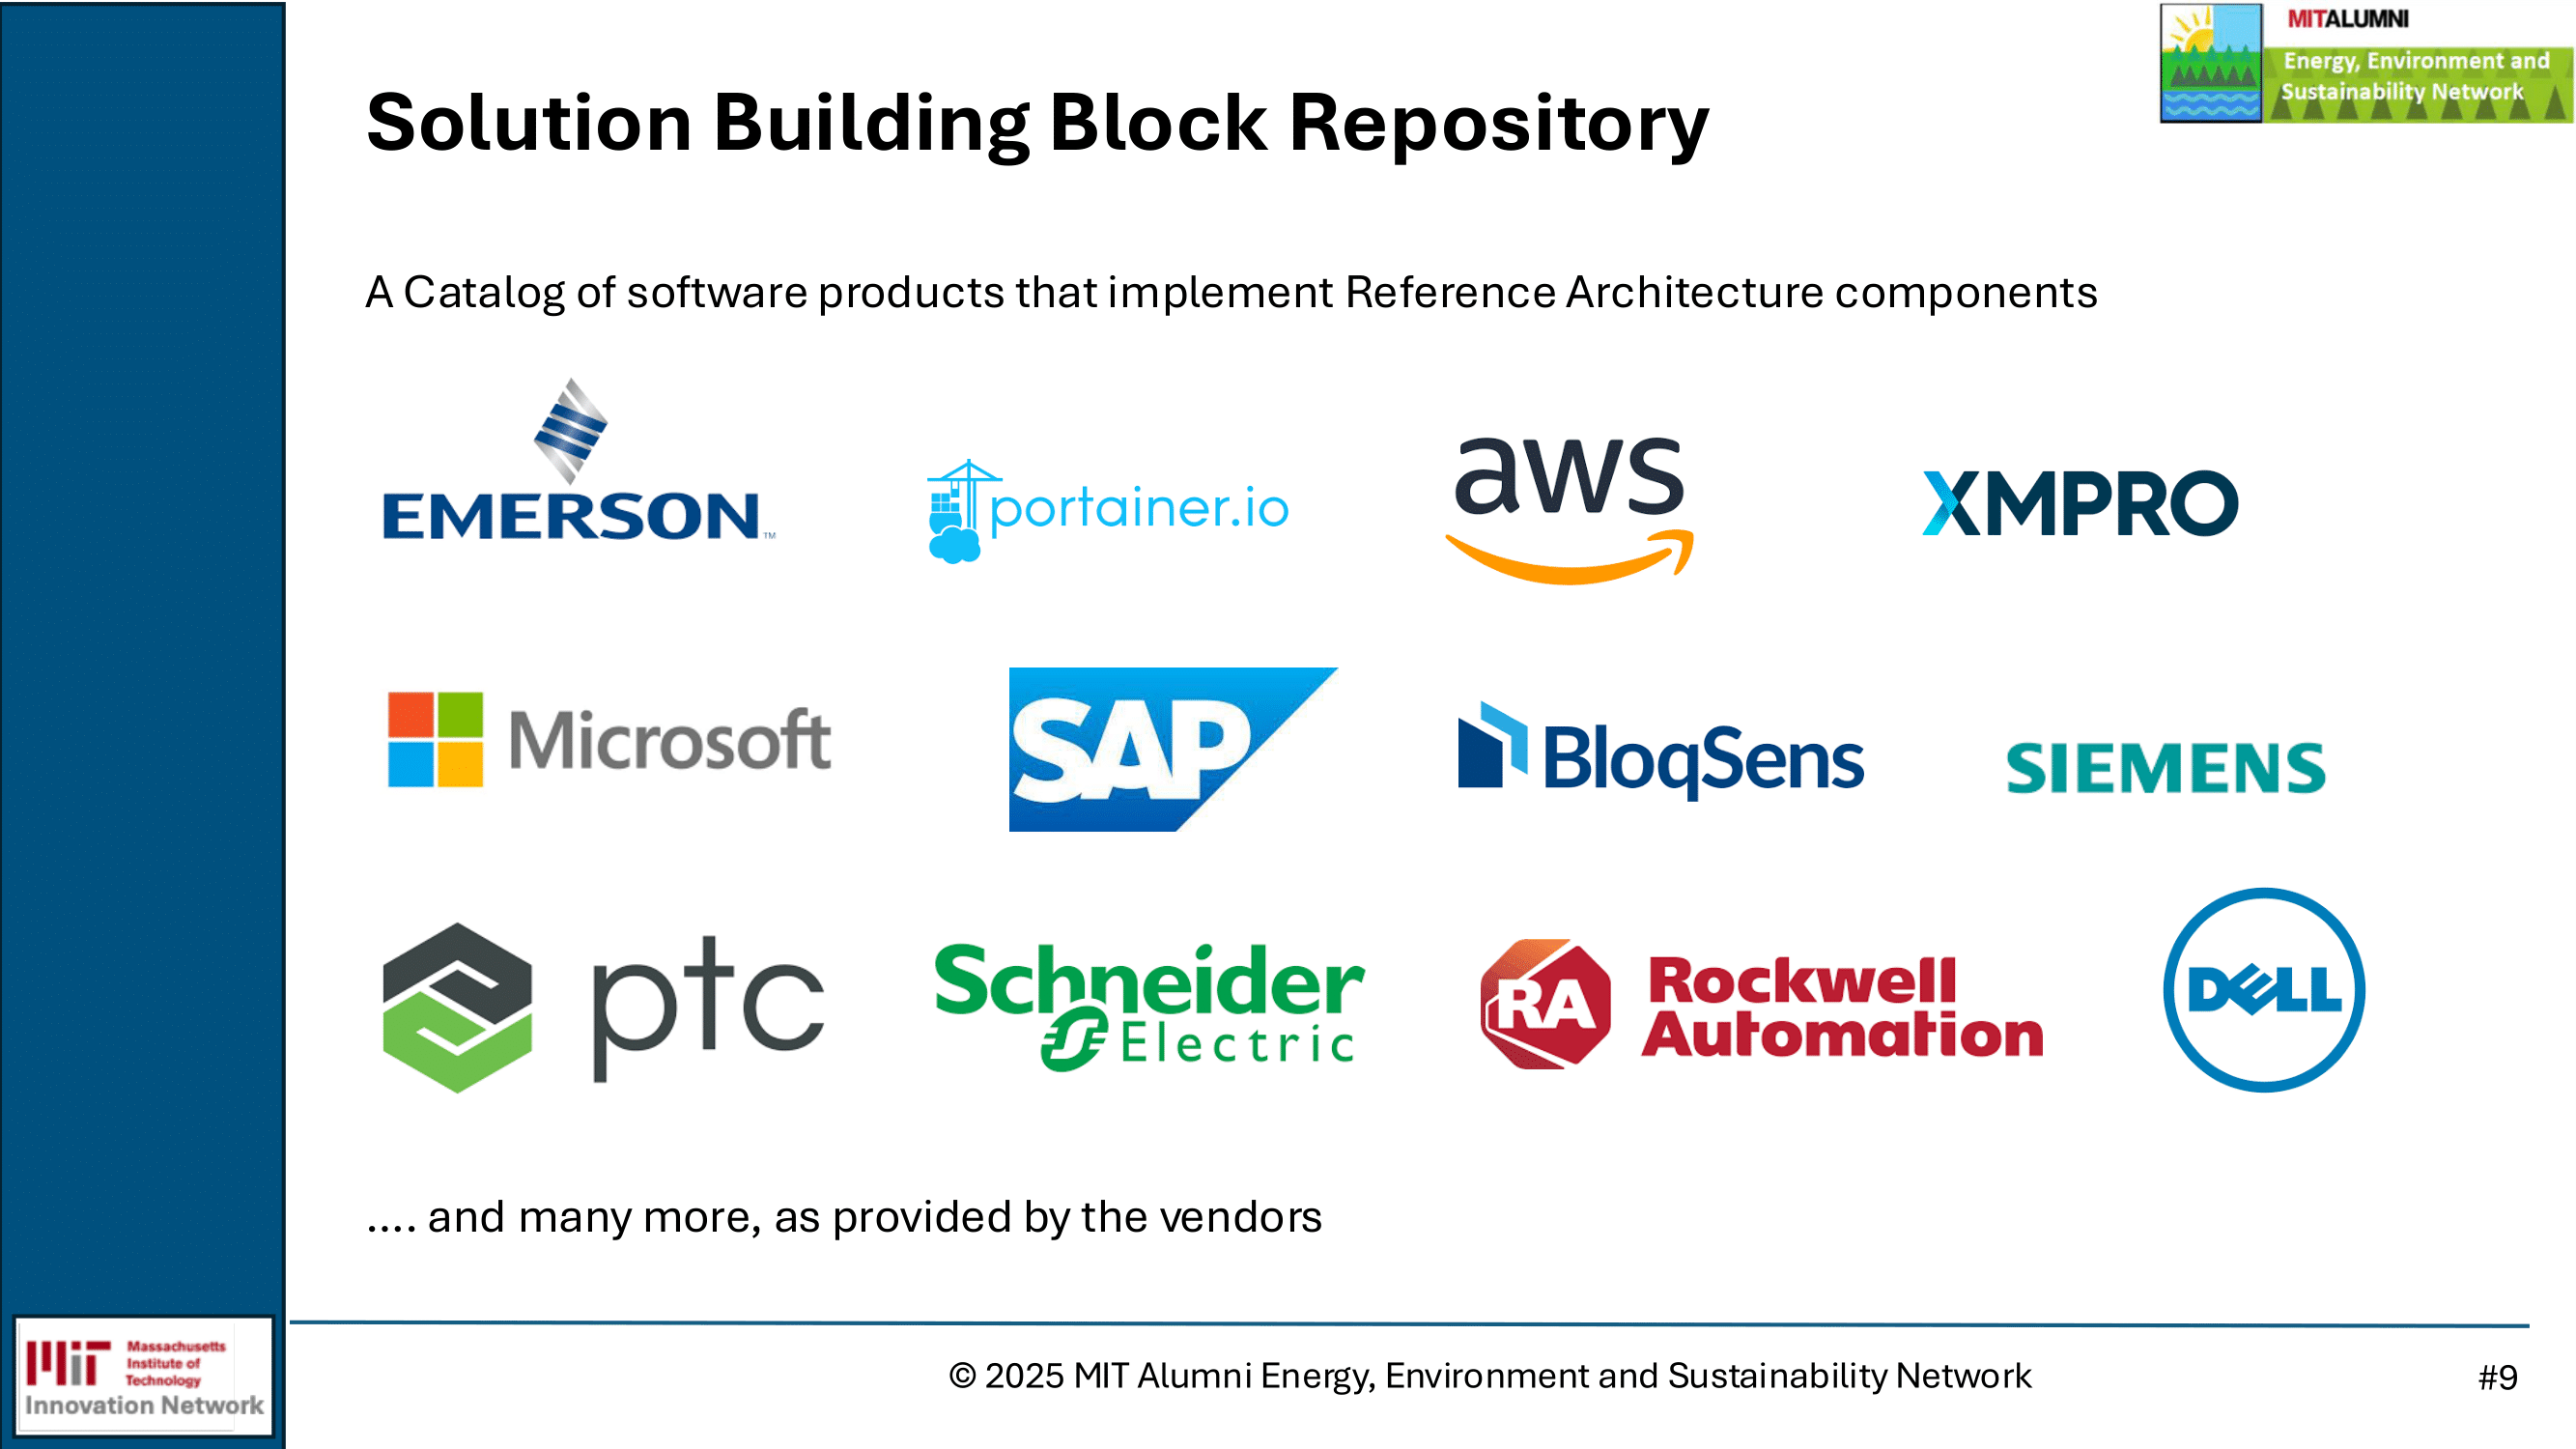 MITALUMNI
Energy, Environment and
Sustainability Network
Solution Building Block Repository
A Catalog of software products that implement Reference Architecture components
EMERSON™
portainer.io
aws
XMPRO
Microsoft
SAP
BloqSens
SIEMENS
ptc
Schneider
Electric
RA
Rockwell
Automation
DELL
.... and many more, as provided by the vendors
MIT
Massachusetts
Institute of
Technology
Innovation Network
© 2025 MIT Alumni Energy, Environment and Sustainability Network
#9